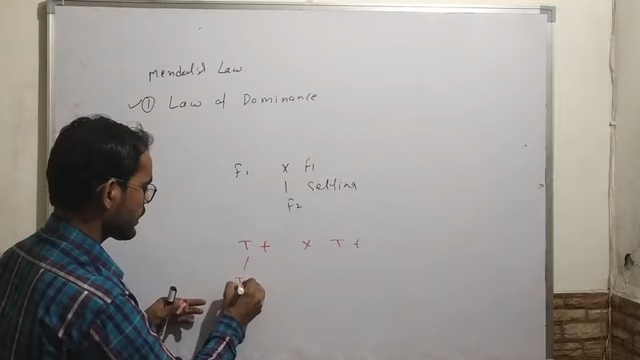 Mendel's Law
✓① Law of Dominance
F1 x F1
| Selfing
F2
T t x T t
/
T